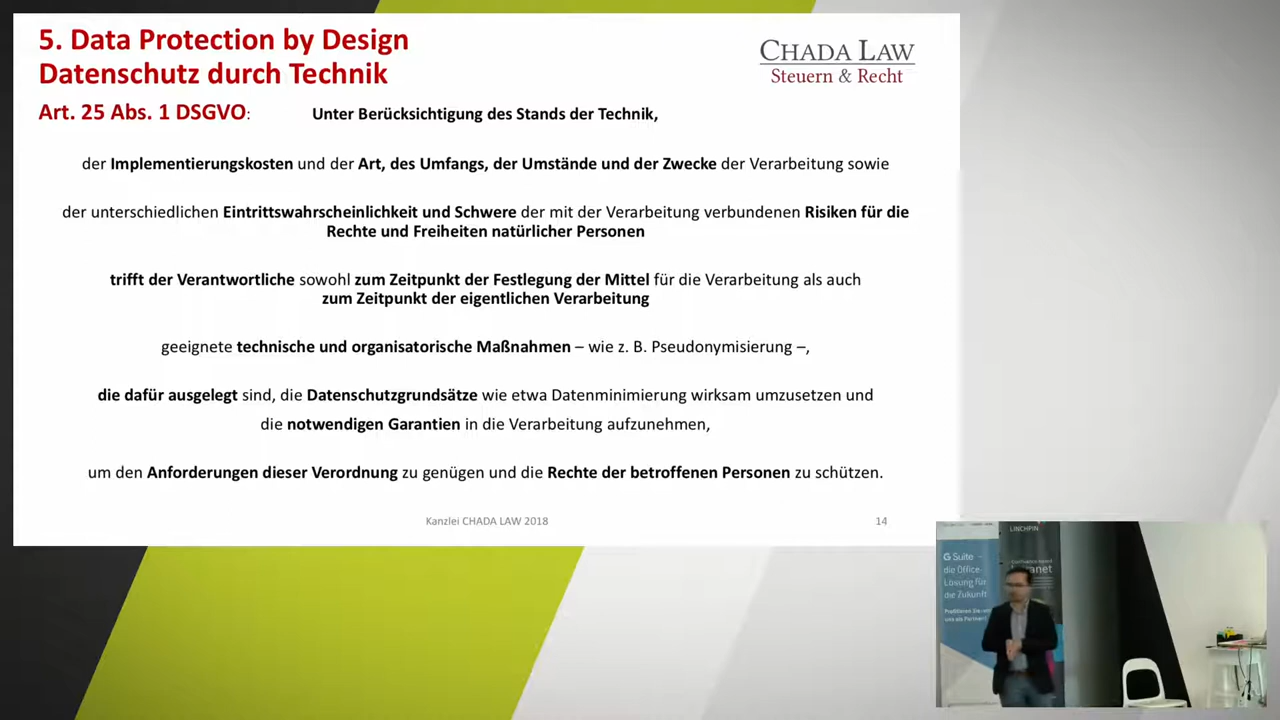 5. Data Protection by Design
Datenschutz durch Technik
CHADA LAW
Steuern & Recht
Art. 25 Abs. 1 DSGVO: Unter Berücksichtigung des Stands der Technik,
der Implementierungskosten und der Art, des Umfangs, der Umstände und der Zwecke der Verarbeitung sowie
der unterschiedlichen Eintrittswahrscheinlichkeit und Schwere der mit der Verarbeitung verbundenen Risiken für die
Rechte und Freiheiten natürlicher Personen
trifft der Verantwortliche sowohl zum Zeitpunkt der Festlegung der Mittel für die Verarbeitung als auch
zum Zeitpunkt der eigentlichen Verarbeitung
geeignete technische und organisatorische Maßnahmen – wie z. B. Pseudonymisierung –,
die dafür ausgelegt sind, die Datenschutzgrundsätze wie etwa Datenminimierung wirksam umzusetzen und
die notwendigen Garantien in die Verarbeitung aufzunehmen,
um den Anforderungen dieser Verordnung zu genügen und die Rechte der betroffenen Personen zu schützen.
Kanzlei CHADA LAW 2018
14
LINCHPIN
G Suite –
die Office
Lösung für
die Zukunft